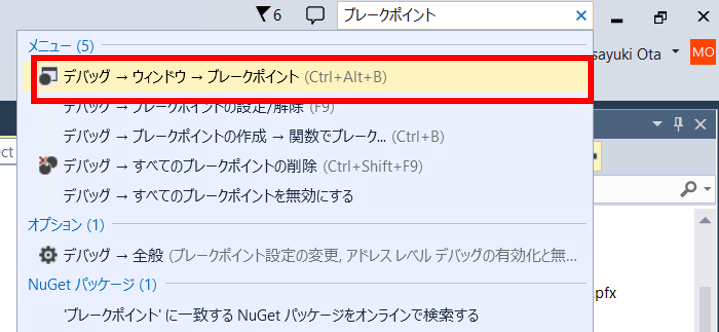 6
ブレークポイント
メニュー (5)
デバッグ → ウィンドウ → ブレークポイント (Ctrl+Alt+B)
デバッグ → ブレークポイントの設定/解除 (F9)
デバッグ → ブレークポイントの作成 → 関数でブレーク... (Ctrl+B)
デバッグ → すべてのブレークポイントの削除 (Ctrl+Shift+F9)
デバッグ → すべてのブレークポイントを無効にする
オプション (1)
デバッグ → 全般 (ブレークポイント設定の変更, アドレス レベル デバッグの有効化と無...
NuGet パッケージ (1)
'ブレークポイント' に一致する NuGet パッケージをオンラインで検索する
sayuki Ota
MO
ect
pfx